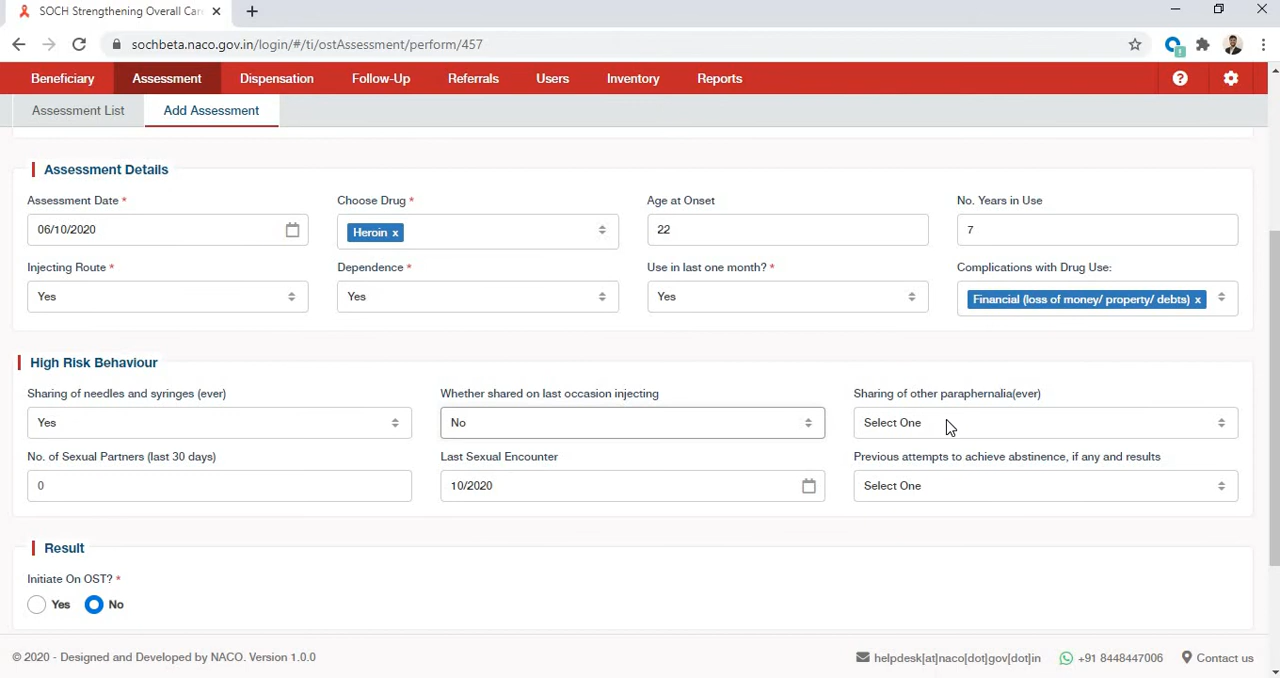 SOCH Strengthening Overall Car
sochbeta.naco.gov.in/login/#/ti/ostAssessment/perform/457
Beneficiary Assessment Dispensation Follow-Up Referrals Users Inventory Reports
Assessment List Add Assessment
Assessment Details
Assessment Date * Choose Drug * Age at Onset No. Years in Use
06/10/2020 Heroin x 22 7
Injecting Route * Dependence * Use in last one month? * Complications with Drug Use:
Yes Yes Yes Financial (loss of money/ property/ debts) x
High Risk Behaviour
Sharing of needles and syringes (ever) Whether shared on last occasion injecting Sharing of other paraphernalia(ever)
Yes No Select One
No. of Sexual Partners (last 30 days) Last Sexual Encounter Previous attempts to achieve abstinence, if any and results
0 10/2020 Select One
Result
Initiate On OST? *
Yes No
© 2020 - Designed and Developed by NACO. Version 1.0.0 helpdesk[at]naco[dot]gov[dot]in +91 8448447006 Contact us